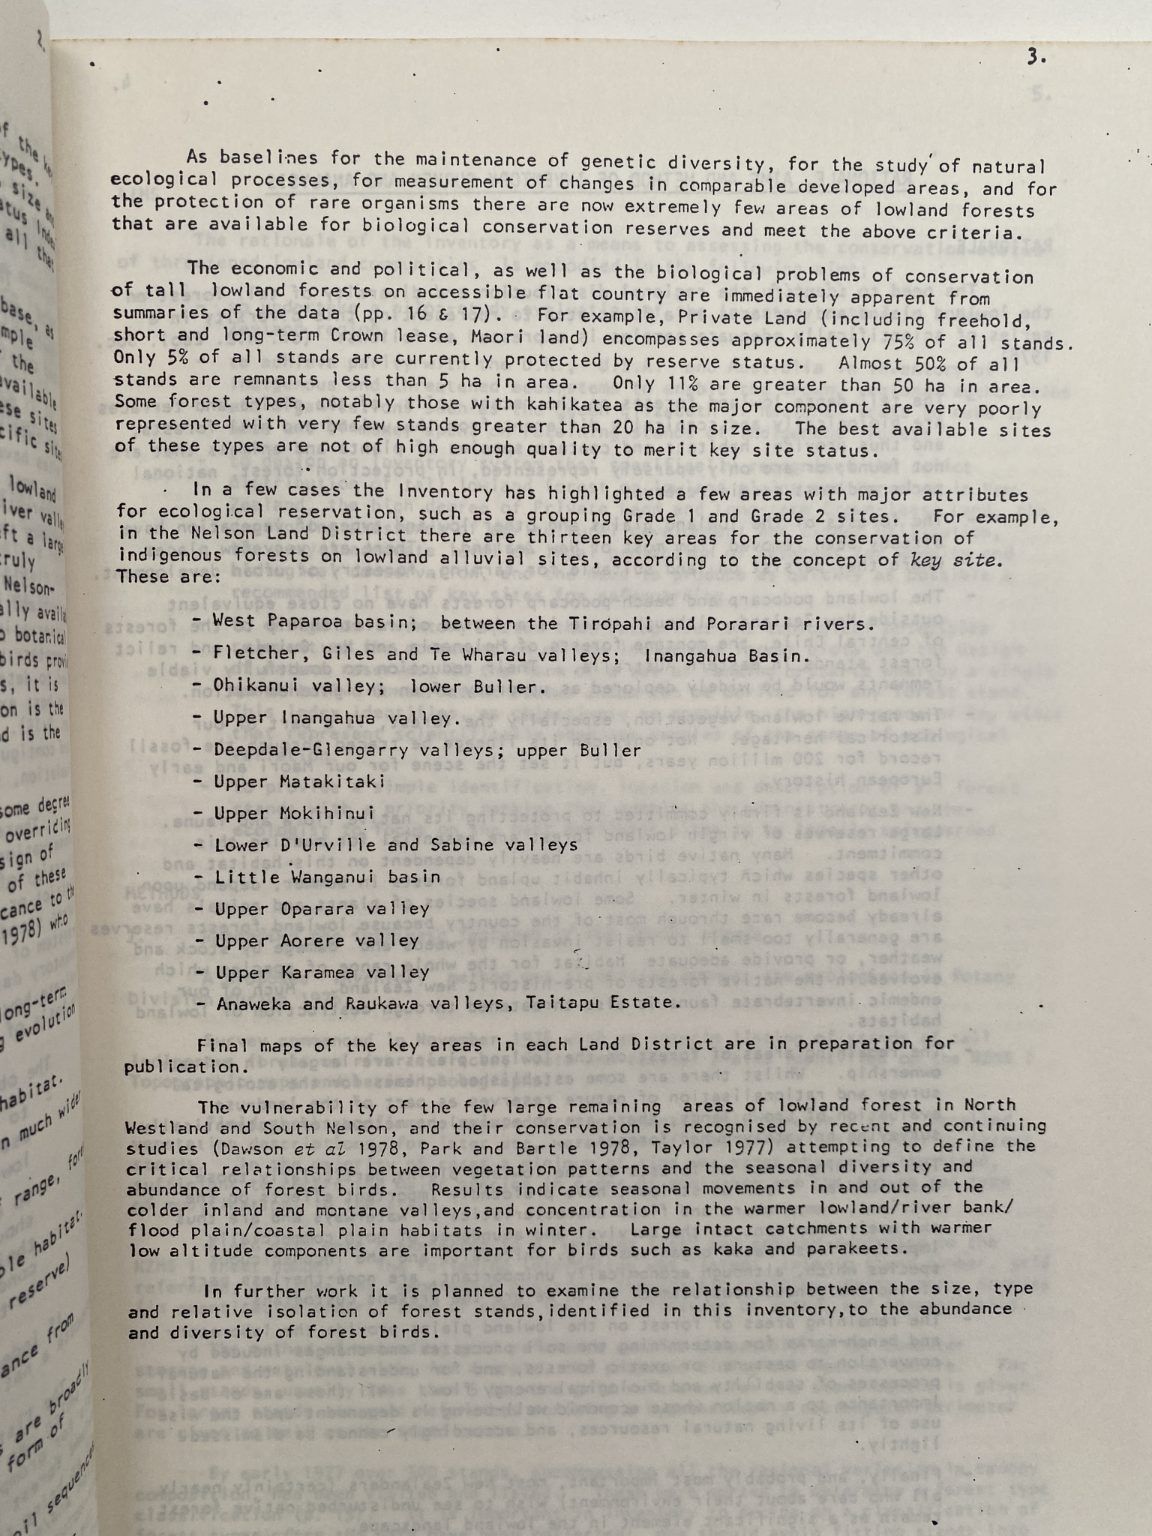 3.
As baselines for the maintenance of genetic diversity, for the study of natural
ecological processes, for measurement of changes in comparable developed areas, and for
the protection of rare organisms there are now extremely few areas of lowland forests
that are available for biological conservation reserves and meet the above criteria.
The economic and political, as well as the biological problems of conservation
of tall lowland forests on accessible flat country are immediately apparent from
summaries of the data (pp. 16 & 17). For example, Private Land (including freehold,
short and long-term Crown lease, Maori land) encompasses approximately 75% of all stands.
Only 5% of all stands are currently protected by reserve status. Almost 50% of all
stands are remnants less than 5 ha in area. Only 11% are greater than 50 ha in area.
Some forest types, notably those with kahikatea as the major component are very poorly
represented with very few stands greater than 20 ha in size. The best available sites
of these types are not of high enough quality to merit key site status.
In a few cases the Inventory has highlighted a few areas with major attributes
for ecological reservation, such as a grouping Grade 1 and Grade 2 sites. For example,
in the Nelson Land District there are thirteen key areas for the conservation of
indigenous forests on lowland alluvial sites, according to the concept of key site.
These are:
- West Paparoa basin; between the Tiropahi and Porarari rivers.
- Fletcher, Giles and Te Wharau valleys; Inangahua Basin.
- Ohikanui valley; lower Buller.
- Upper Inangahua valley.
- Deepdale-Glengarry valleys; upper Buller
- Upper Matakitaki
- Upper Mokihinui
- Lower D'Urville and Sabine valleys
- Little Wanganui basin
- Upper Oparara valley
- Upper Aorere valley
- Upper Karamea valley
- Anaweka and Raukawa valleys, Taitapu Estate.
Final maps of the key areas in each Land District are in preparation for
publication.
The vulnerability of the few large remaining areas of lowland forest in North
Westland and South Nelson, and their conservation is recognised by recent and continuing
studies (Dawson et al 1978, Park and Bartle 1978, Taylor 1977) attempting to define the
critical relationships between vegetation patterns and the seasonal diversity and
abundance of forest birds. Results indicate seasonal movements in and out of the
colder inland and montane valleys,and concentration in the warmer lowland/river bank/
flood plain/coastal plain habitats in winter. Large intact catchments with warmer
low altitude components are important for birds such as kaka and parakeets.
In further work it is planned to examine the relationship between the size, type
and relative isolation of forest stands,identified in this inventory,to the abundance
and diversity of forest birds.